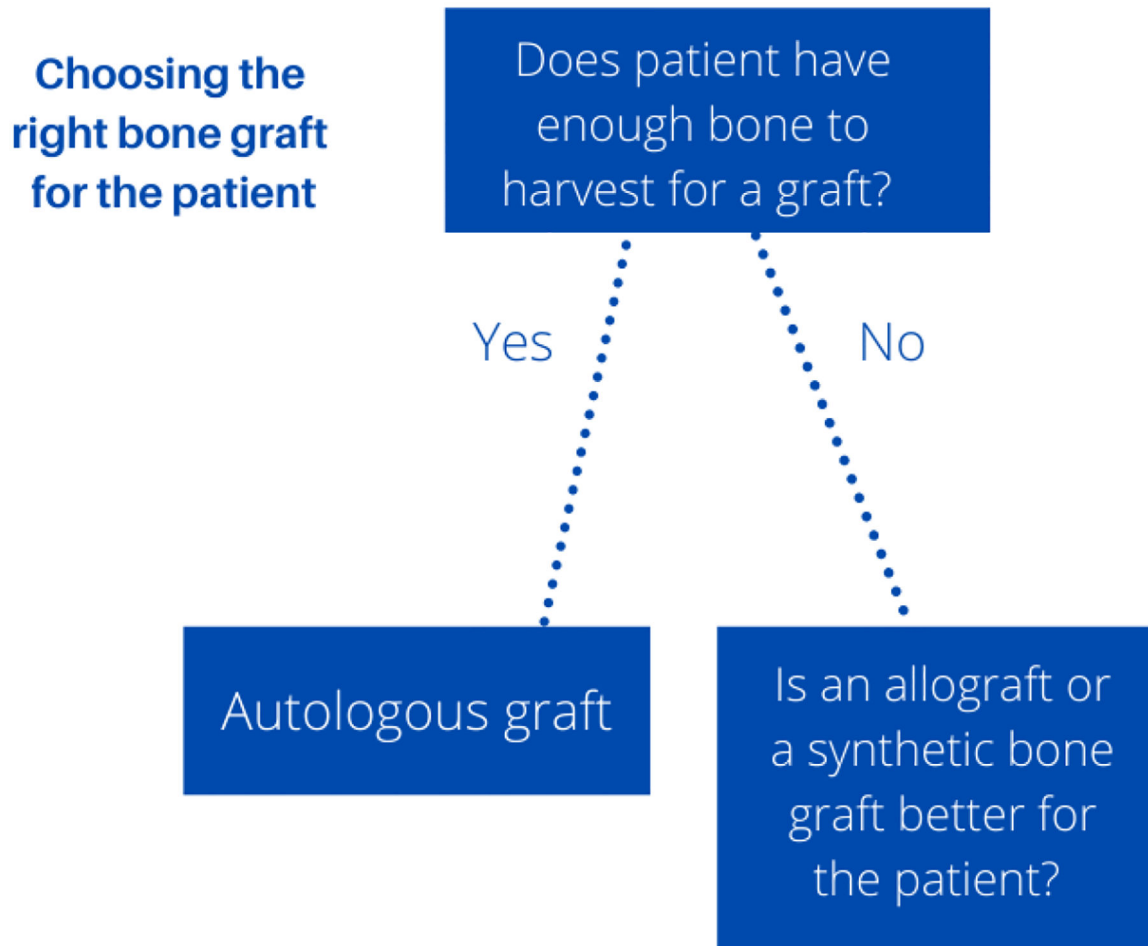 Choosing the
right bone graft
for the patient
Does patient have
enough bone to
harvest for a graft?
Yes
No
Autologous graft
Is an allograft or
a synthetic bone
graft better for
the patient?